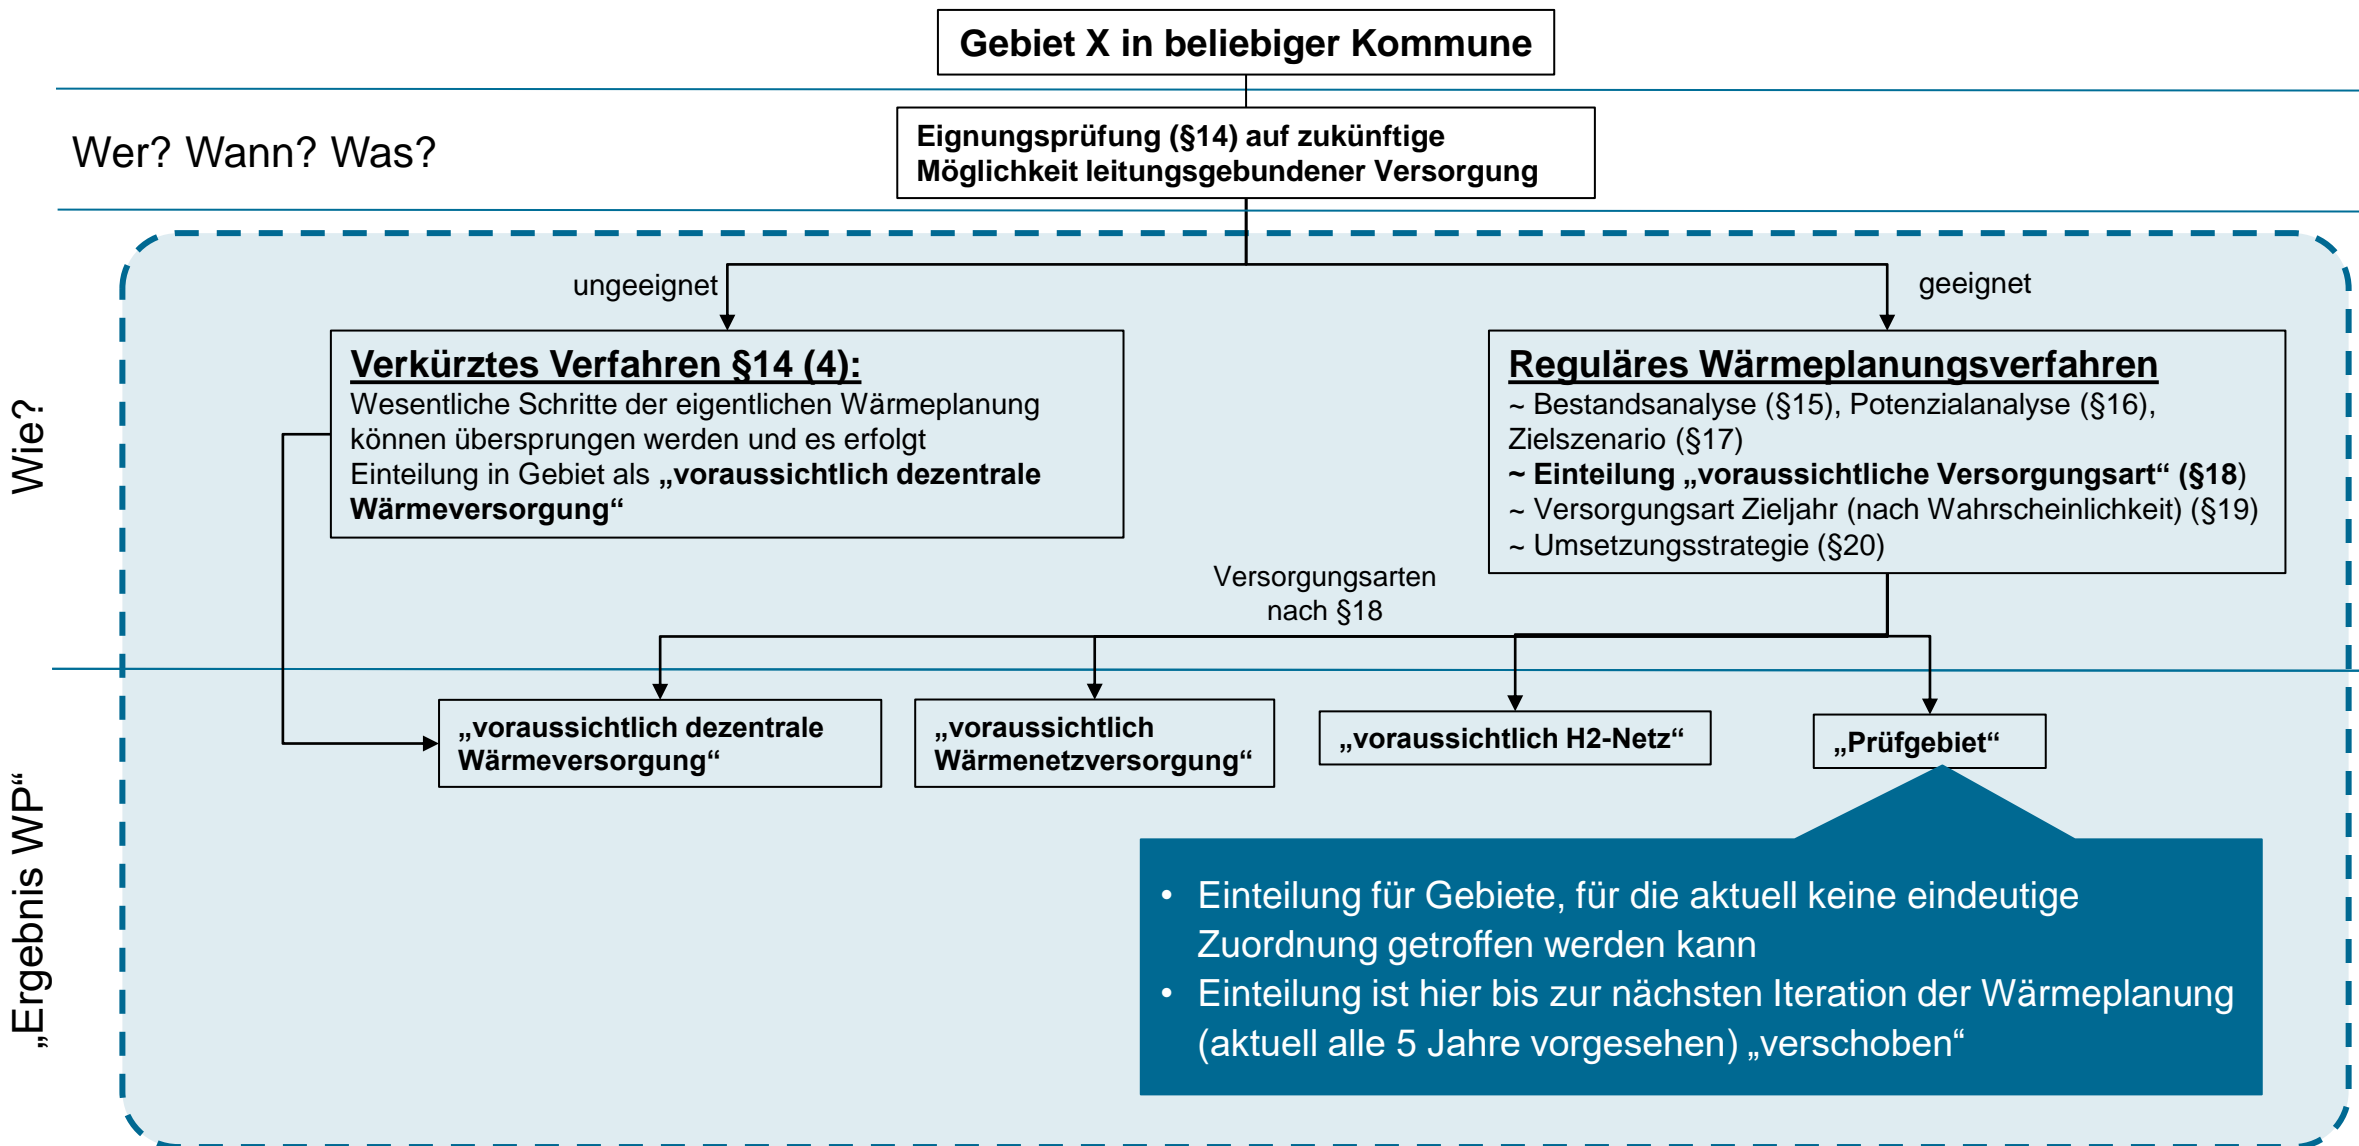 Gebiet X in beliebiger Kommune
Wer? Wann? Was?
Eignungsprüfung (§14) auf zukünftige
Möglichkeit leitungsgebundener Versorgung
ungeeignet
geeignet
Wie?
Verkürztes Verfahren §14 (4):
Wesentliche Schritte der eigentlichen Wärmeplanung
können übersprungen werden und es erfolgt
Einteilung in Gebiet als „voraussichtlich dezentrale
Wärmeversorgung“
Reguläres Wärmeplanungsverfahren
~ Bestandsanalyse (§15), Potenzialanalyse (§16),
Zielszenario (§17)
~ Einteilung „voraussichtliche Versorgungsart“ (§18)
~ Versorgungsart Zieljahr (nach Wahrscheinlichkeit) (§19)
~ Umsetzungsstrategie (§20)
Versorgungsarten
nach §18
„Ergebnis WP“
„voraussichtlich dezentrale
Wärmeversorgung“
„voraussichtlich
Wärmenetzversorgung“
„voraussichtlich H2-Netz“
„Prüfgebiet“
• Einteilung für Gebiete, für die aktuell keine eindeutige
Zuordnung getroffen werden kann
• Einteilung ist hier bis zur nächsten Iteration der Wärmeplanung
(aktuell alle 5 Jahre vorgesehen) „verschoben“